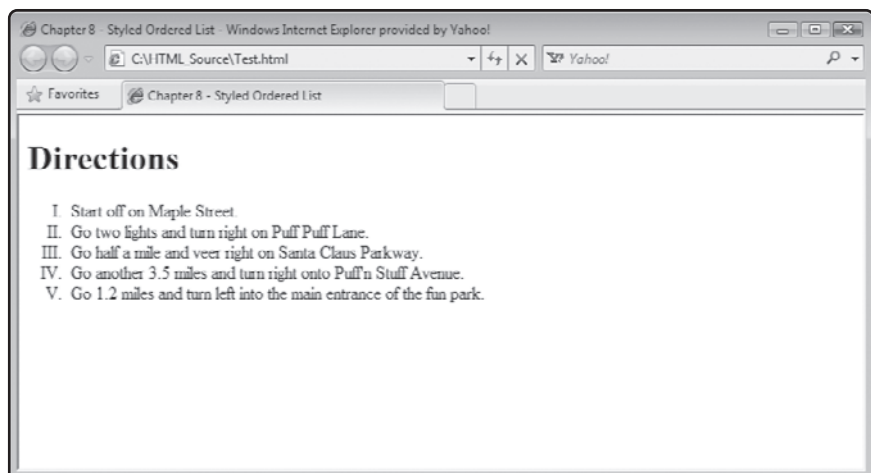 Chapter 8 - Styled Ordered List - Windows Internet Explorer provided by Yahoo!
C:\HTML_Source\Test.html
Yahoo!
Favorites
Chapter 8 - Styled Ordered List
Directions
I. Start off on Maple Street.
II. Go two lights and turn right on Puff Puff Lane.
III. Go half a mile and veer right on Santa Claus Parkway.
IV. Go another 3.5 miles and turn right onto Puff'n Stuff Avenue.
V. Go 1.2 miles and turn left into the main entrance of the fun park.